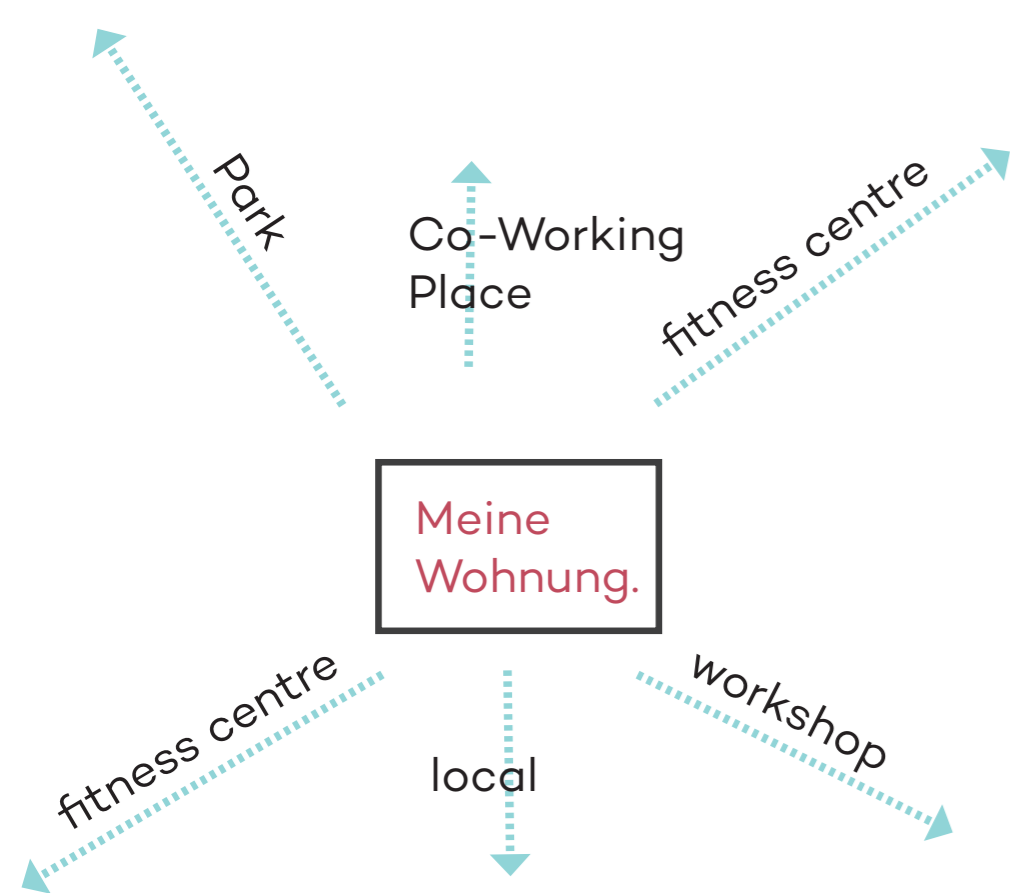 Park
Co-Working
Place
fitness centre
Meine
Wohnung.
fitness centre
local
workshop